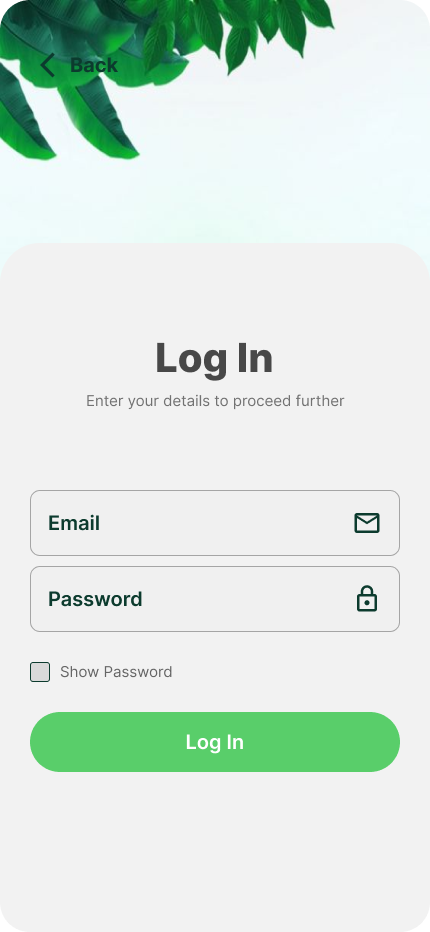 Back
Log In
Enter your details to proceed further
Email
Password
Show Password
Log In